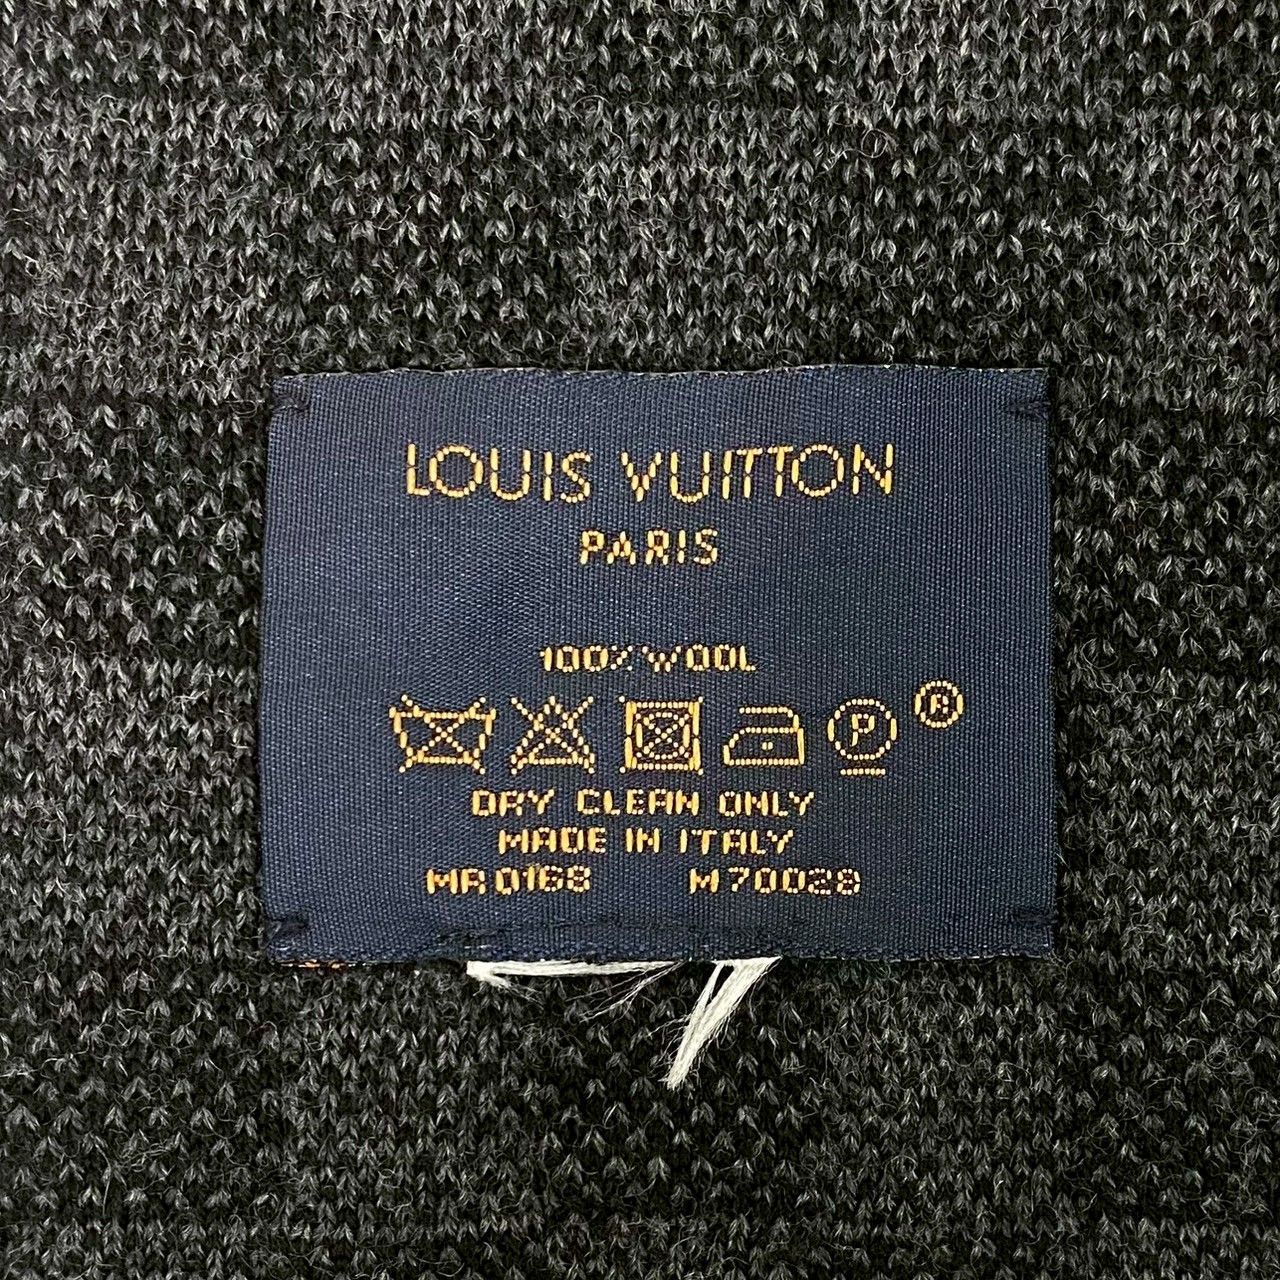 LOUIS VUITTON
PARIS
100% WOOL
P ®
DRY CLEAN ONLY
MADE IN ITALY
MR0168 M70028